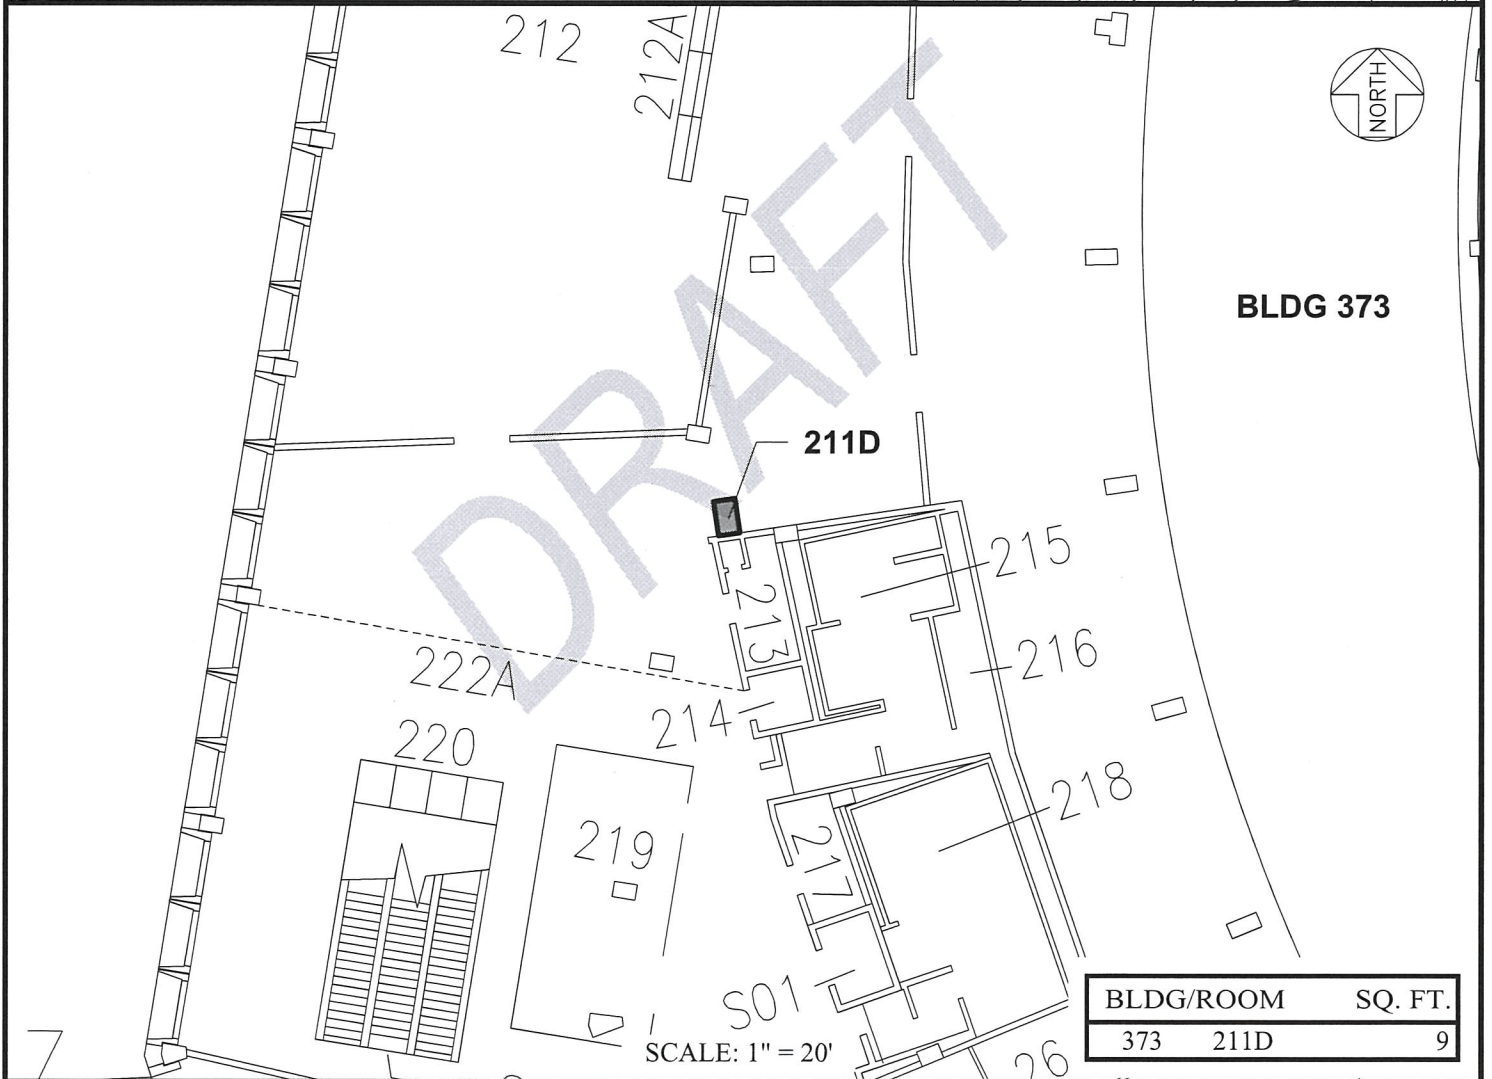 212
212A
NORTH
BLDG 373
DRAFT
211D
215
213
216
222A
214
220
218
219
217
S01
SCALE: 1" = 20'
26
BLDG/ROOM SQ. FT.
373 211D 9